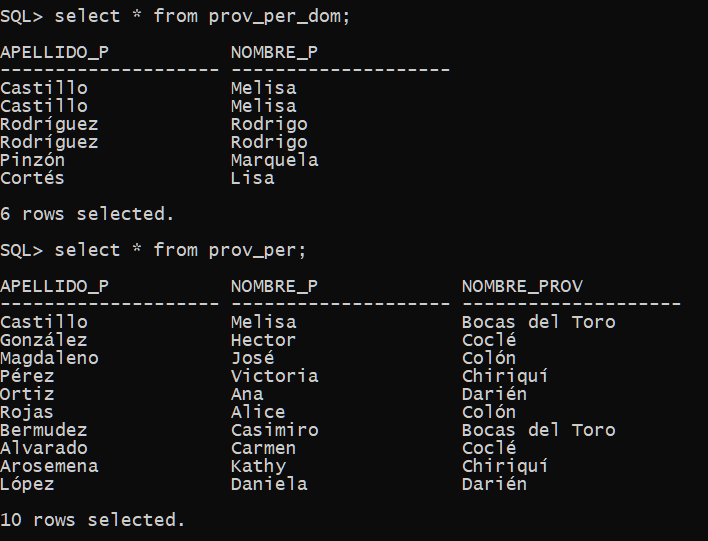 SQL> select * from prov_per_dom;
APELLIDO_P NOMBRE_P
-------------------- --------------------
Castillo Melisa
Castillo Melisa
Rodríguez Rodrigo
Rodríguez Rodrigo
Pinzón Marquela
Cortés Lisa
6 rows selected.
SQL> select * from prov_per;
APELLIDO_P NOMBRE_P NOMBRE_PROV
-------------------- -------------------- --------------------
Castillo Melisa Bocas del Toro
González Hector Coclé
Magdaleno José Colón
Pérez Victoria Chiriquí
Ortiz Ana Darién
Rojas Alice Colón
Bermudez Casimiro Bocas del Toro
Alvarado Carmen Coclé
Arosemena Kathy Chiriquí
López Daniela Darién
10 rows selected.